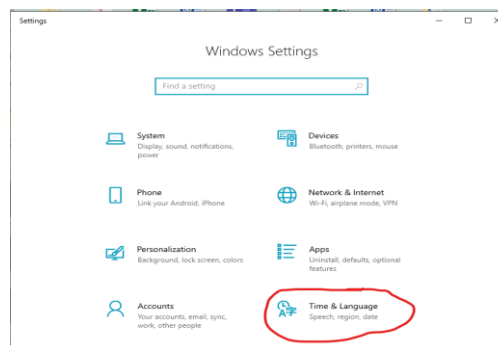 Settings
Windows Settings
Find a setting
System
Display, sound, notifications,
power
Devices
Bluetooth, printers, mouse
Phone
Link your Android, iPhone
Network & Internet
Wi-Fi, airplane mode, VPN
Personalization
Background, lock screen, colors
Apps
Uninstall, defaults, optional
features
Accounts
Your accounts, email, sync,
work, other people
Time & Language
Speech, region, date